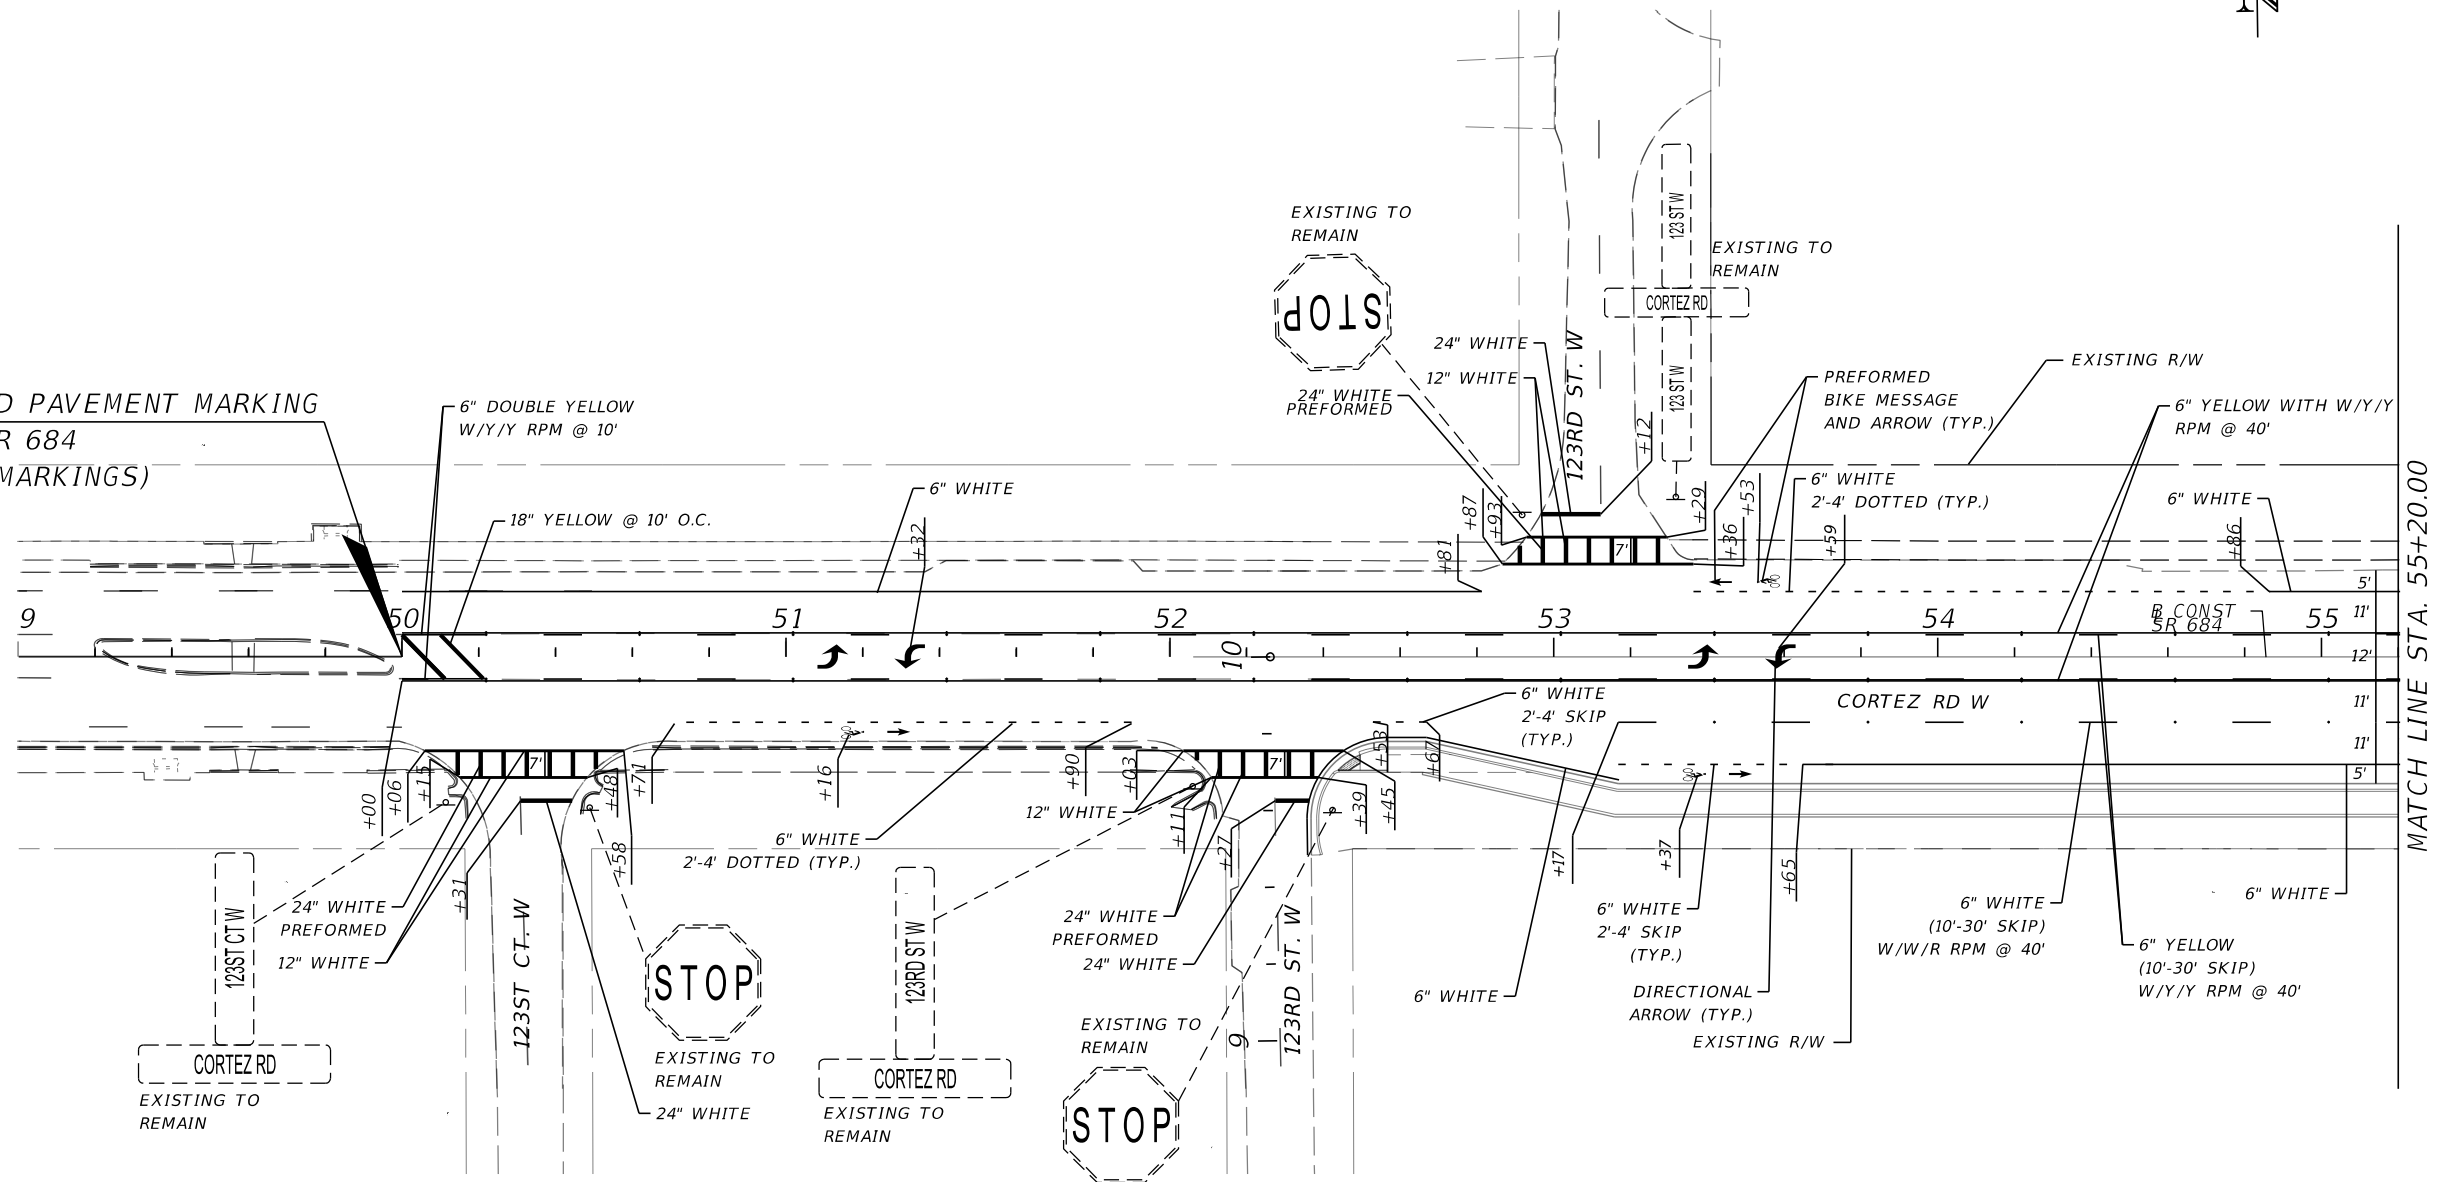 EXISTING TO
REMAIN
STOP
123 ST W
CORTEZ RD
123 ST W
EXISTING TO
REMAIN
24" WHITE
12" WHITE
24" WHITE
PREFORMED
123RD ST. W
+12
PREFORMED
BIKE MESSAGE
AND ARROW (TYP.)
EXISTING R/W
6" YELLOW WITH W/Y/Y
RPM @ 40'
D PAVEMENT MARKING
R 684
MARKINGS)
6" DOUBLE YELLOW
W/Y/Y RPM @ 10'
18" YELLOW @ 10' O.C.
6" WHITE
+32
+81
+87
+93
+29
+36
+53
6" WHITE
2'-4' DOTTED (TYP.)
+59
6" WHITE
+86
7'
9
50
51
52
53
54
55
10
B CONST
SR 684
5'
11'
12'
11'
11'
5'
MATCH LINE STA. 55+20.00
CORTEZ RD W
6" WHITE
2'-4' SKIP
(TYP.)
7'
7'
+00
+06
+15
+31
+48
+58
+71
+16
+90
+03
+11
+27
+39
+45
+53
+67
+17
+37
+65
12" WHITE
6" WHITE
2'-4' DOTTED (TYP.)
24" WHITE
PREFORMED
12" WHITE
123ST CT W
CORTEZ RD
EXISTING TO
REMAIN
123ST CT. W
STOP
EXISTING TO
REMAIN
24" WHITE
123RD ST W
CORTEZ RD
EXISTING TO
REMAIN
24" WHITE
PREFORMED
24" WHITE
EXISTING TO
REMAIN
STOP
9
123RD ST. W
6" WHITE
6" WHITE
2'-4' SKIP
(TYP.)
DIRECTIONAL
ARROW (TYP.)
EXISTING R/W
6" WHITE
(10'-30' SKIP)
W/W/R RPM @ 40'
6" YELLOW
(10'-30' SKIP)
W/Y/Y RPM @ 40'
6" WHITE